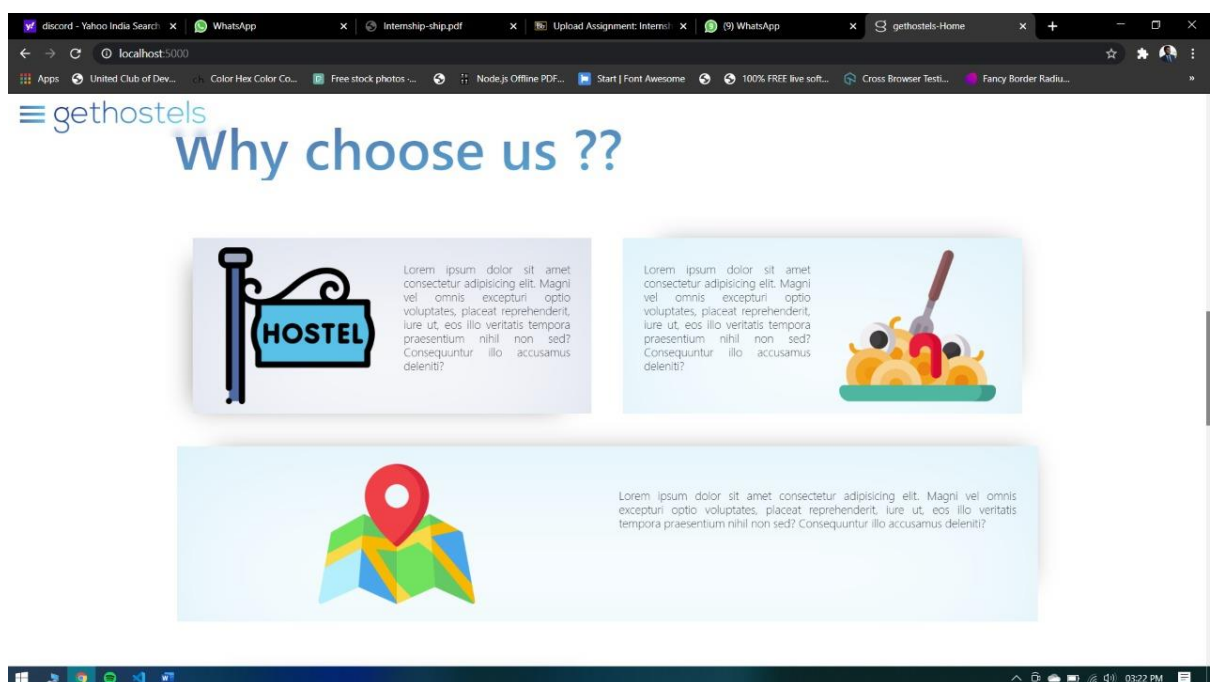 discord - Yahoo India Search
WhatsApp
Internship-ship.pdf
Upload Assignment: Internsh
(9) WhatsApp
gethostels-Home
localhost:5000
Apps
United Club of Dev...
Color Hex Color Co...
Free stock photos -...
Node.js Offline PDF...
Start | Font Awesome
100% FREE live soft...
Cross Browser Testi...
Fancy Border Radiu...
»
gethostels
Why choose us ??
HOSTEL
Lorem ipsum dolor sit amet
consectetur adipisicing elit. Magni
vel omnis excepturi optio
voluptates, placeat reprehenderit,
iure ut, eos illo veritatis tempora
praesentium nihil non sed?
Consequuntur illo accusamus
deleniti?
Lorem ipsum dolor sit amet
consectetur adipisicing elit. Magni
vel omnis excepturi optio
voluptates, placeat reprehenderit,
iure ut, eos illo veritatis tempora
praesentium nihil non sed?
Consequuntur illo accusamus
deleniti?
Lorem ipsum dolor sit amet consectetur adipisicing elit. Magni vel omnis
excepturi optio voluptates, placeat reprehenderit, iure ut, eos illo veritatis
tempora praesentium nihil non sed? Consequuntur illo accusamus deleniti?
03:22 PM